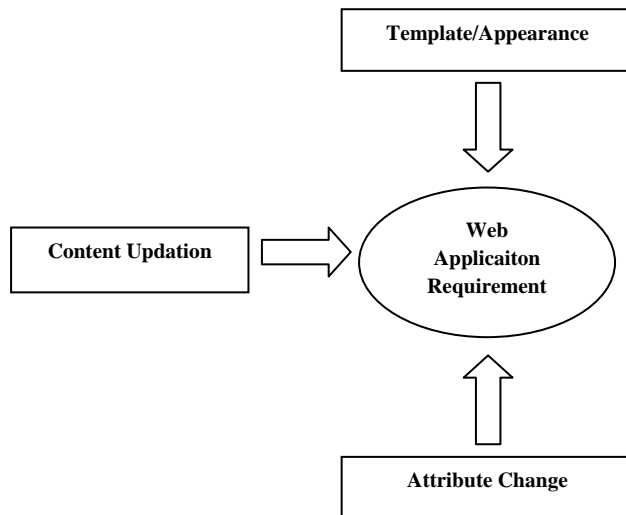 Template/Appearance
Content Updation
Web
Applicaiton
Requirement
Attribute Change